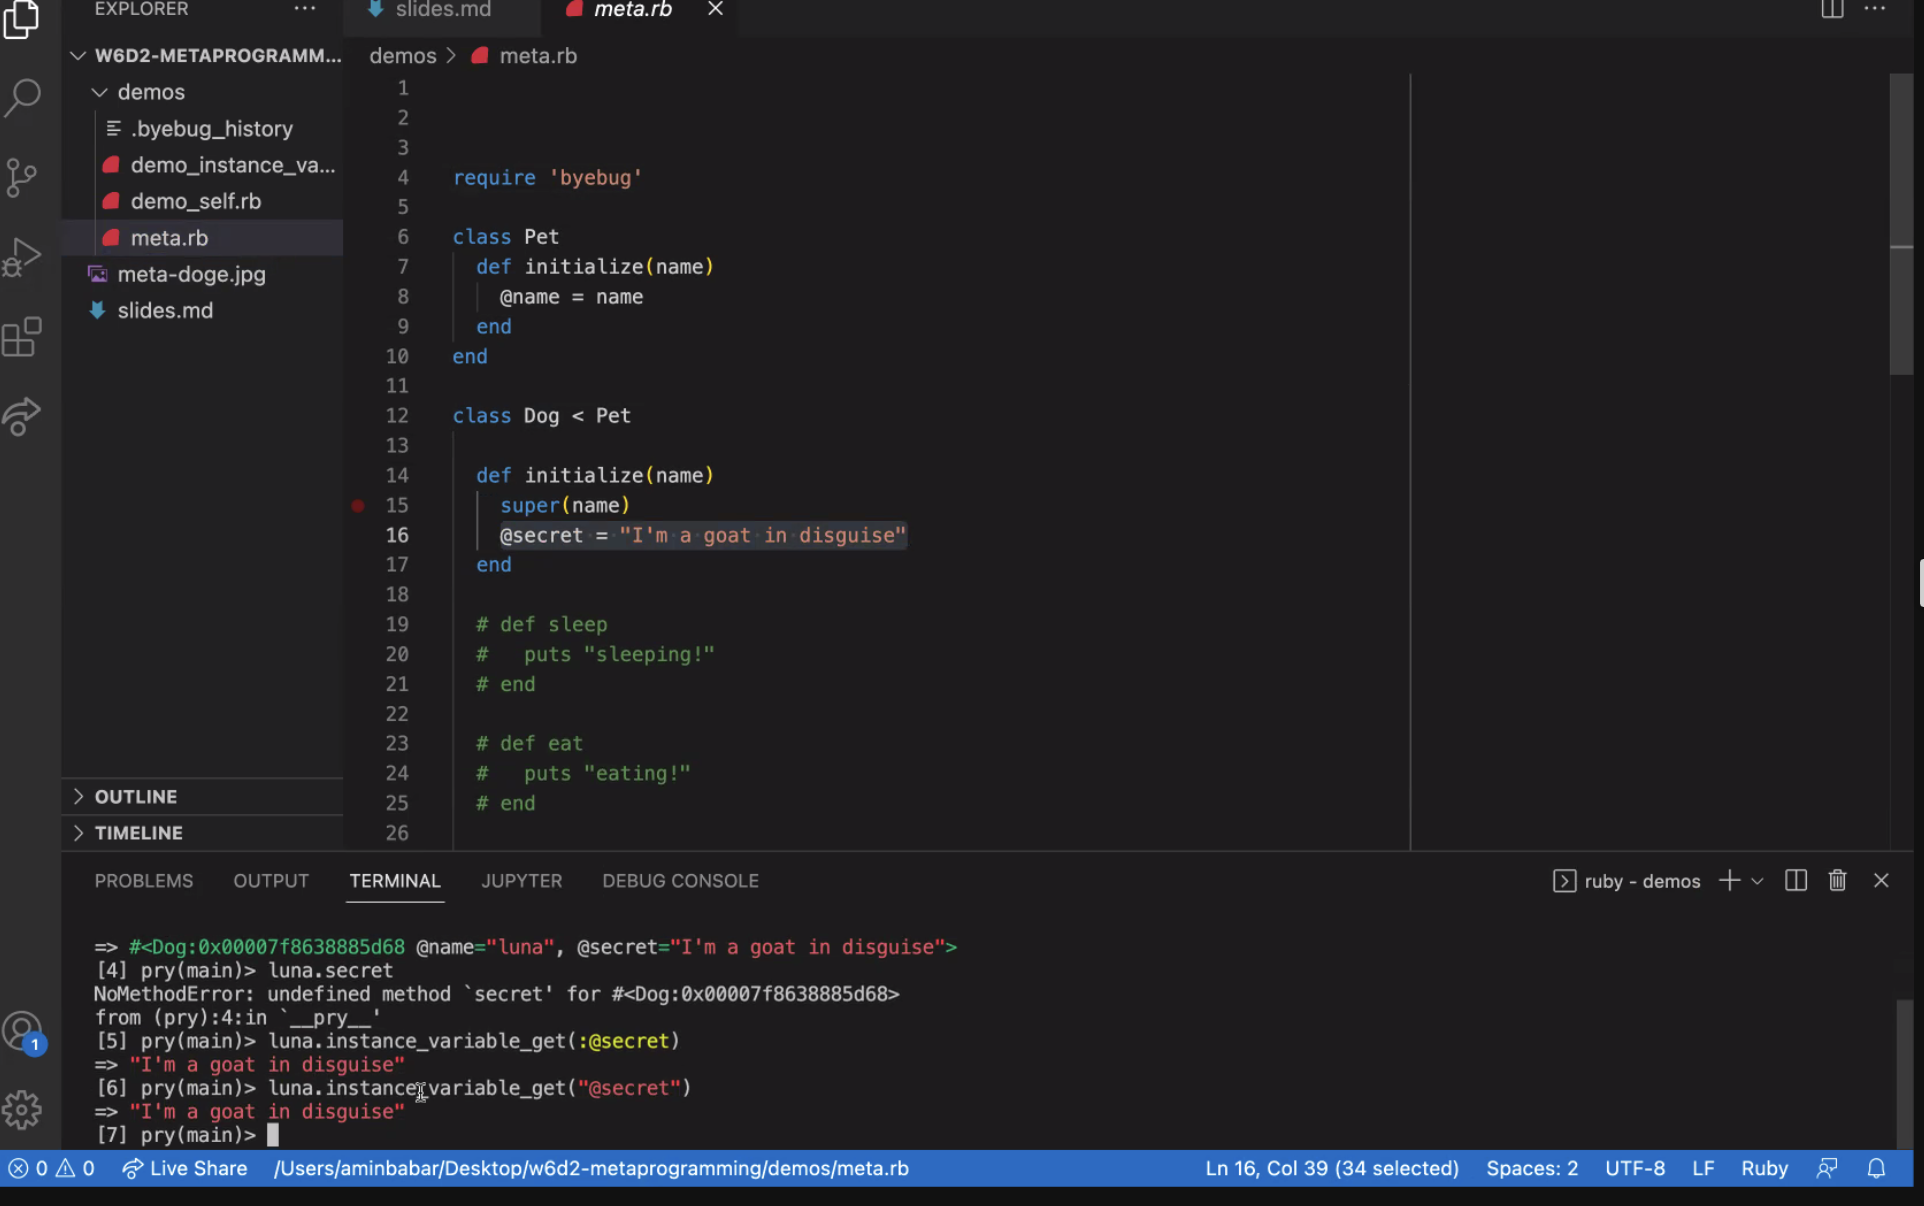 EXPLORER ...
slides.md
meta.rb
W6D2-METAPROGRAMM...
demos
.byebug_history
demo_instance_va...
demo_self.rb
meta.rb
meta-doge.jpg
slides.md
OUTLINE
TIMELINE
demos > meta.rb
1
2
3
4 require 'byebug'
5
6 class Pet
7 def initialize(name)
8 @name = name
9 end
10 end
11
12 class Dog < Pet
13
14 def initialize(name)
15 super(name)
16 @secret = "I'm a goat in disguise"
17 end
18
19 # def sleep
20 # puts "sleeping!"
21 # end
22
23 # def eat
24 # puts "eating!"
25 # end
26
PROBLEMS OUTPUT TERMINAL JUPYTER DEBUG CONSOLE ruby - demos
=> #<Dog:0x00007f8638885d68 @name="luna", @secret="I'm a goat in disguise">
[4] pry(main)> luna.secret
NoMethodError: undefined method `secret' for #<Dog:0x00007f8638885d68>
from (pry):4:in `__pry__'
[5] pry(main)> luna.instance_variable_get(:@secret)
=> "I'm a goat in disguise"
[6] pry(main)> luna.instance_variable_get("@secret")
=> "I'm a goat in disguise"
[7] pry(main)>
1
0 0 Live Share /Users/aminbabar/Desktop/w6d2-metaprogramming/demos/meta.rb Ln 16, Col 39 (34 selected) Spaces: 2 UTF-8 LF Ruby